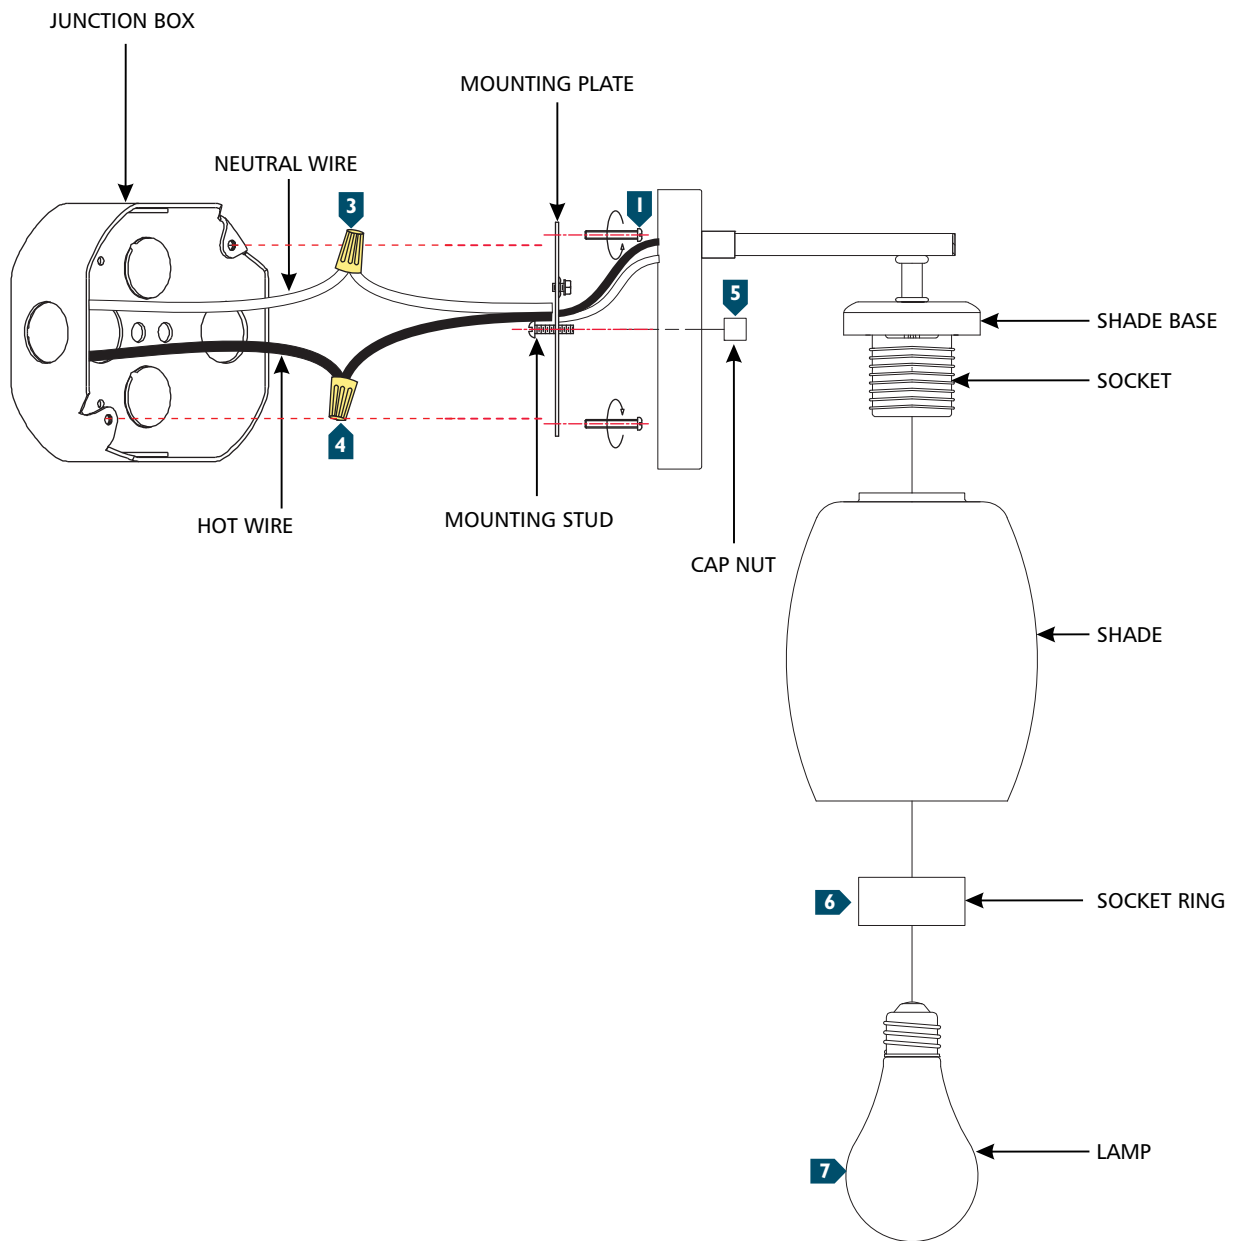 JUNCTION BOX
MOUNTING PLATE
NEUTRAL WIRE
3
1
5
SHADE BASE
SOCKET
4
HOT WIRE
MOUNTING STUD
CAP NUT
SHADE
6
SOCKET RING
7
LAMP